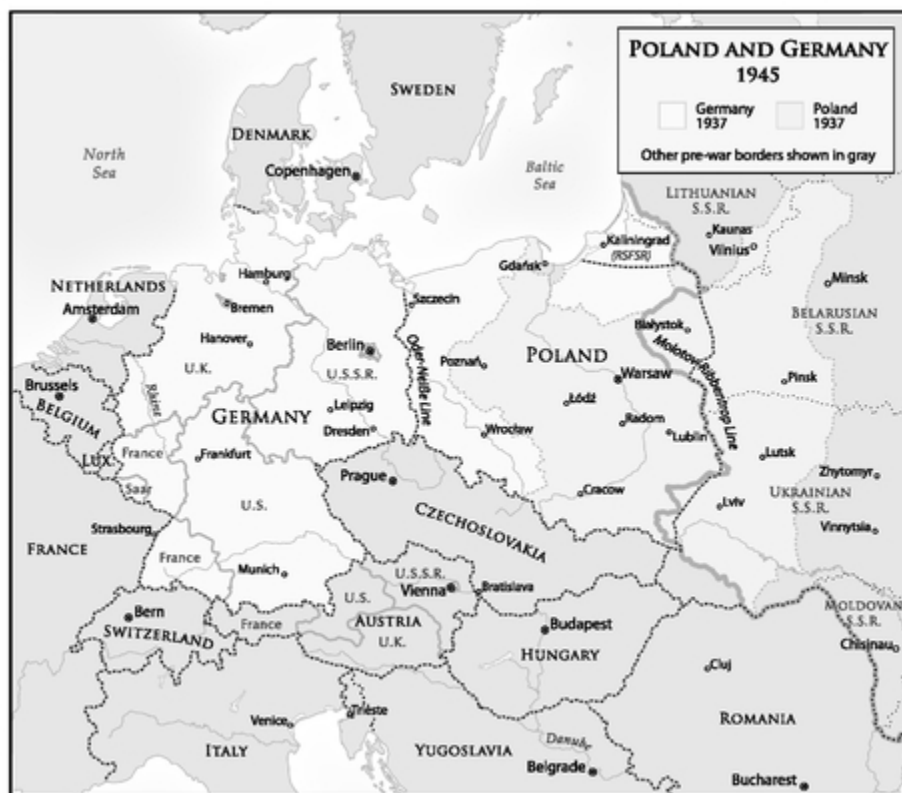 POLAND AND GERMANY
1945
Germany
1937
Poland
1937
Other pre-war borders shown in gray
SWEDEN
DENMARK
North
Sea
Copenhagen
Baltic
Sea
LITHUANIAN
S.S.R.
Kaunas
Vilnius
Kaliningrad
(RSFSR)
Gdańsk
Hamburg
NETHERLANDS
Amsterdam
Bremen
Szczecin
Minsk
BELARUSIAN
S.S.R.
Hanover
Berlin
U.K.
U.S.S.R.
Oder-Neiße Line
Poznań
POLAND
Białystok
Molotov-Ribbentrop Line
Warsaw
Pinsk
Brussels
BELGIUM
Rhine
GERMANY
Leipzig
Dresden
Łódź
Radom
Lublin
Wrocław
LUX.
France
Frankfurt
Saar
Prague
Cracow
Lutsk
Zhytomyr
UKRAINIAN
S.S.R.
Lviv
Vinnytsia
U.S.
CZECHOSLOVAKIA
Strasbourg
FRANCE
France
Munich
U.S.S.R.
Vienna
Bratislava
U.S.
AUSTRIA
U.K.
Bern
SWITZERLAND
France
Budapest
HUNGARY
MOLDOVAN
S.S.R.
Chisinau
Cluj
Trieste
Venice
ROMANIA
ITALY
YUGOSLAVIA
Danube
Belgrade
Bucharest